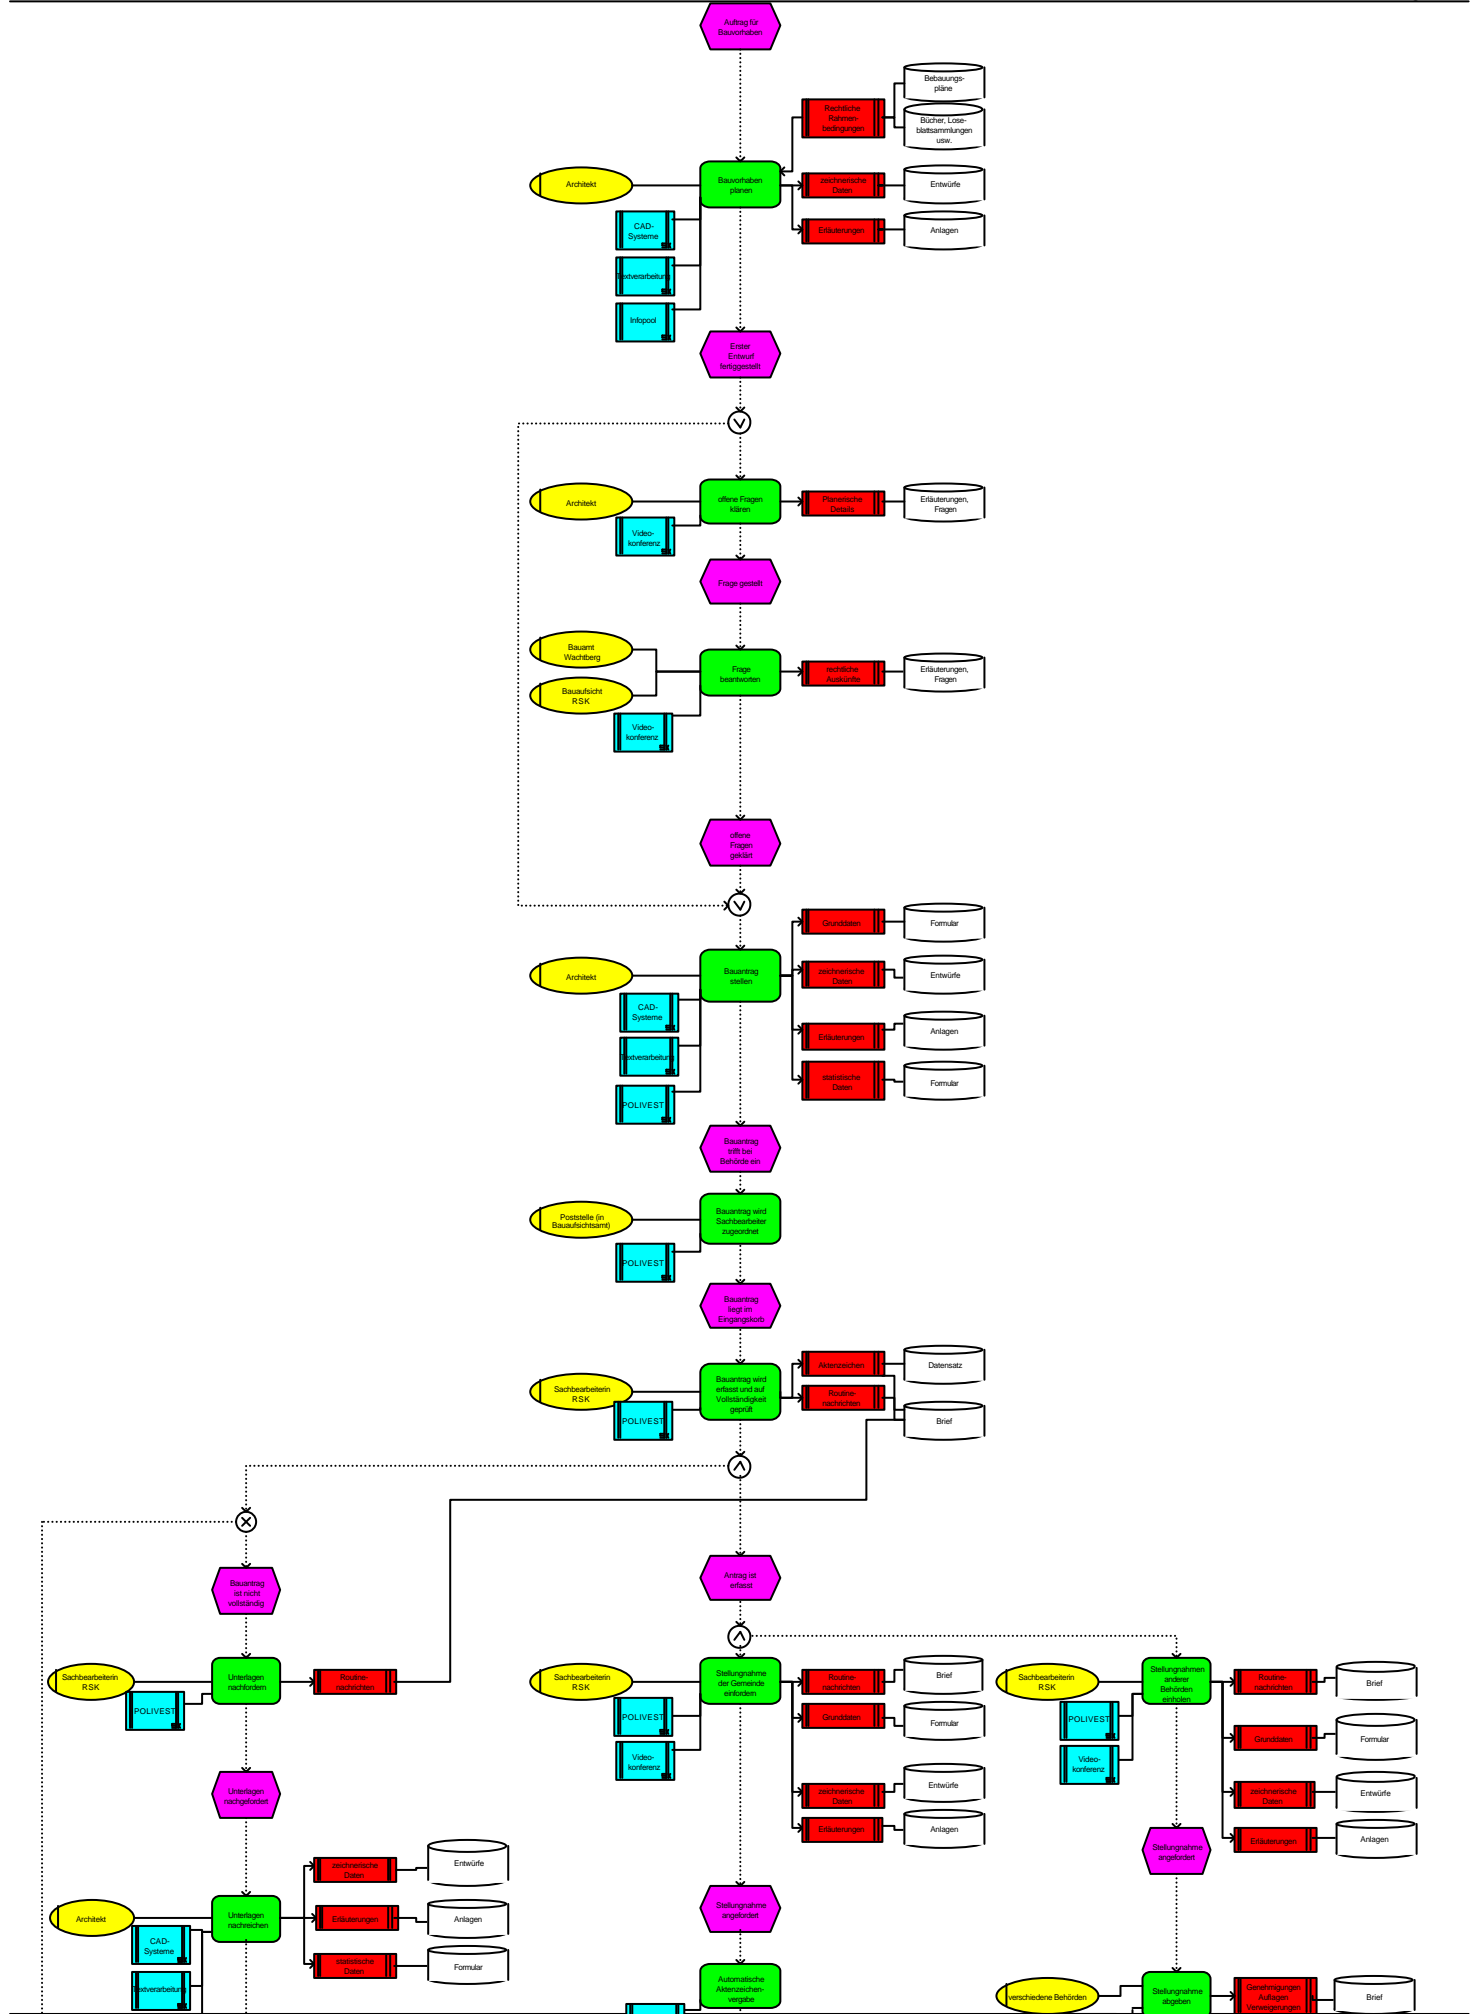 Auftrag für
Bauvorhaben
Bebauungs-
pläne
Rechtliche
Rahmen-
bedingungen
Bücher, Lose-
blattsammlungen
usw.
Architekt
Bauvorhaben
planen
zeichnerische
Daten
Entwürfe
CAD-
Systeme
Erläuterungen
Anlagen
Textverarbeitung
Infopool
Erster
Entwurf
fertiggestellt
Architekt
offene Fragen
klären
Planerische
Details
Erläuterungen,
Fragen
Video-
konferenz
Frage gestellt
Bauamt
Wachtberg
Frage
beantworten
rechtliche
Auskünfte
Erläuterungen,
Fragen
Bauaufsicht
RSK
Video-
konferenz
offene
Fragen
geklärt
Grunddaten
Formular
Architekt
Bauantrag
stellen
zeichnerische
Daten
Entwürfe
CAD-
Systeme
Erläuterungen
Anlagen
Textverarbeitung
statistische
Daten
Formular
POLIVEST
Bauantrag
trifft bei
Behörde ein
Poststelle (in
Bauaufsichtsamt)
Bauantrag wird
Sachbearbeiter
zugeordnet
POLIVEST
Bauantrag
liegt im
Eingangskorb
Aktenzeichen
Datensatz
Sachbearbeiterin
RSK
Bauantrag wird
erfasst und auf
Vollständigkeit
geprüft
Routine-
nachrichten
Brief
POLIVEST
Bauantrag
ist nicht
vollständig
Antrag ist
erfasst
Sachbearbeiterin
RSK
Unterlagen
nachfordern
Routine-
nachrichten
POLIVEST
Sachbearbeiterin
RSK
Stellungnahme
der Gemeinde
einfordern
Routine-
nachrichten
Brief
POLIVEST
Grunddaten
Formular
Video-
konferenz
zeichnerische
Daten
Entwürfe
Erläuterungen
Anlagen
Sachbearbeiterin
RSK
Stellungnahmen
anderer
Behörden
einholen
Routine-
nachrichten
Brief
POLIVEST
Grunddaten
Formular
Video-
konferenz
zeichnerische
Daten
Entwürfe
Erläuterungen
Anlagen
Unterlagen
nachgefordert
Stellungnahme
angefordert
zeichnerische
Daten
Entwürfe
Architekt
Unterlagen
nachreichen
Erläuterungen
Anlagen
CAD-
Systeme
statistische
Daten
Formular
Textverarbeitung
Stellungnahme
angefordert
Automatische
Aktenzeichen-
vergabe
verschiedene Behörden
Stellungnahme
abgeben
Genehmigungen
Auflagen
Verweigerungen
Brief